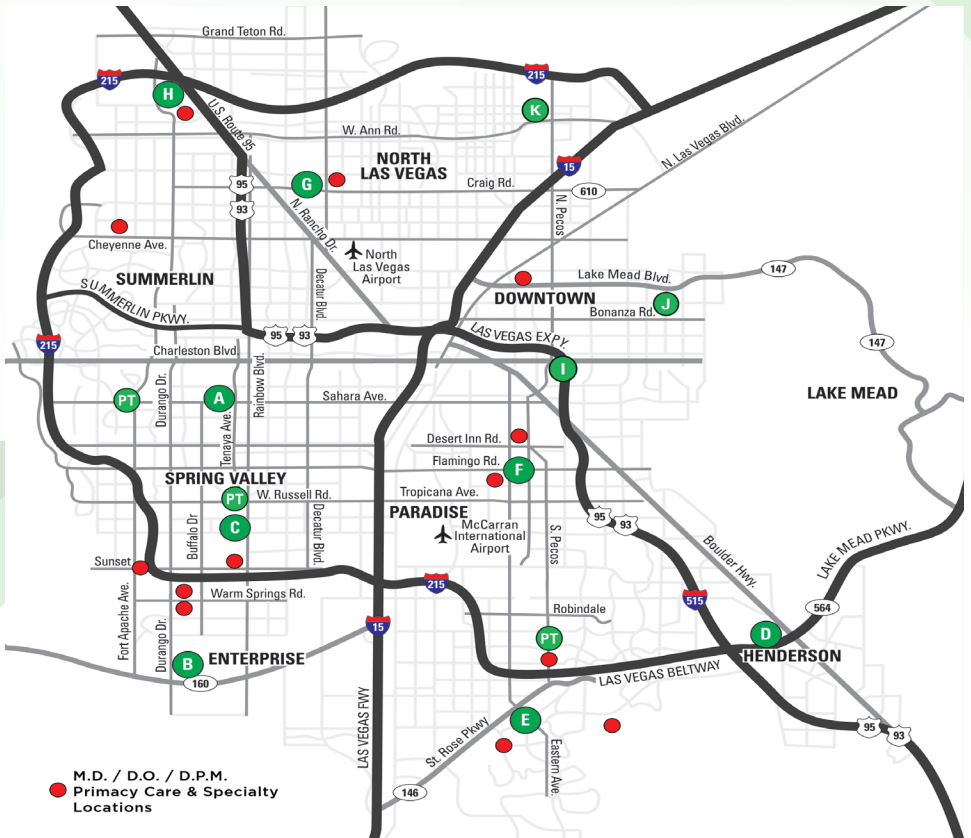 Grand Teton Rd.
215
215
H
K
U.S. Route 95
W. Ann Rd.
NORTH
LAS VEGAS
15
N. Las Vegas Blvd.
95
93
G
Craig Rd.
610
N. Pecos
N. Rancho Dr.
Cheyenne Ave.
North
Las Vegas
Airport
SUMMERLIN
Decatur Blvd.
Lake Mead Blvd.
147
DOWNTOWN
J
Bonanza Rd.
SUMMERLIN PKWY.
95
93
LAS VEGAS EXPY.
147
215
Charleston Blvd.
I
Durango Dr.
Rainbow Blvd.
PT
A
Sahara Ave.
LAKE MEAD
Tenaya Ave.
Desert Inn Rd.
Flamingo Rd.
F
SPRING VALLEY
PT
W. Russell Rd.
Tropicana Ave.
PARADISE
95
93
C
Buffalo Dr
Decatur Blvd.
McCarran
International
Airport
S. Pecos
Boulder Hwy.
LAKE MEAD PKWY.
Sunset
215
Fort Apache Ave.
Warm Springs Rd.
515
564
Robindale
15
Durango Dr.
PT
D
B
ENTERPRISE
HENDERSON
160
LAS VEGAS BELTWAY
LAS VEGAS FWY
St. Rose Pkwy
E
Eastern Ave.
95
93
146
M.D. / D.O. / D.P.M.
Primacy Care & Specialty
Locations